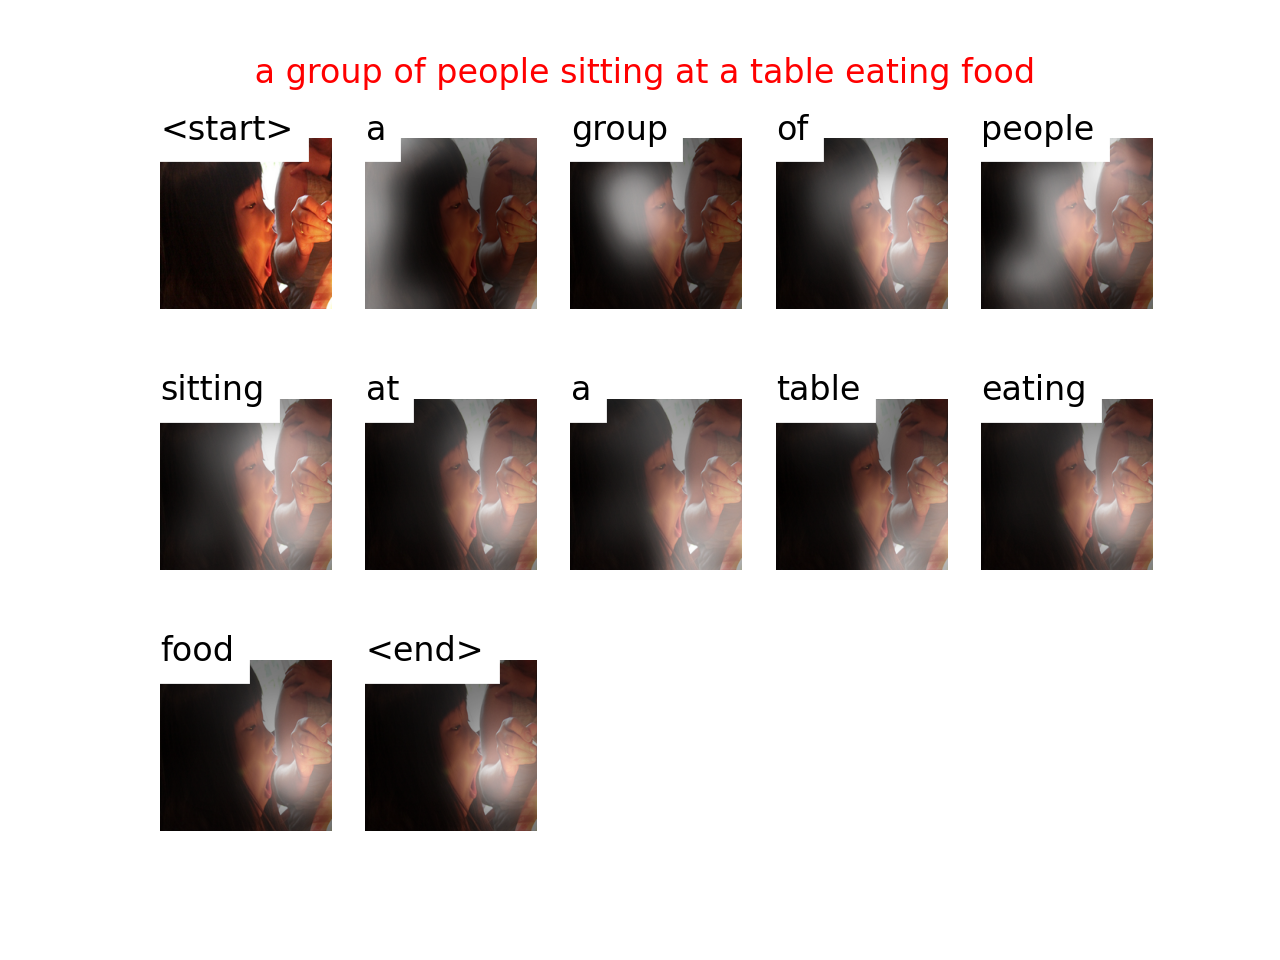 a group of people sitting at a table eating food
<start> a group of people
sitting at a table eating
food <end>